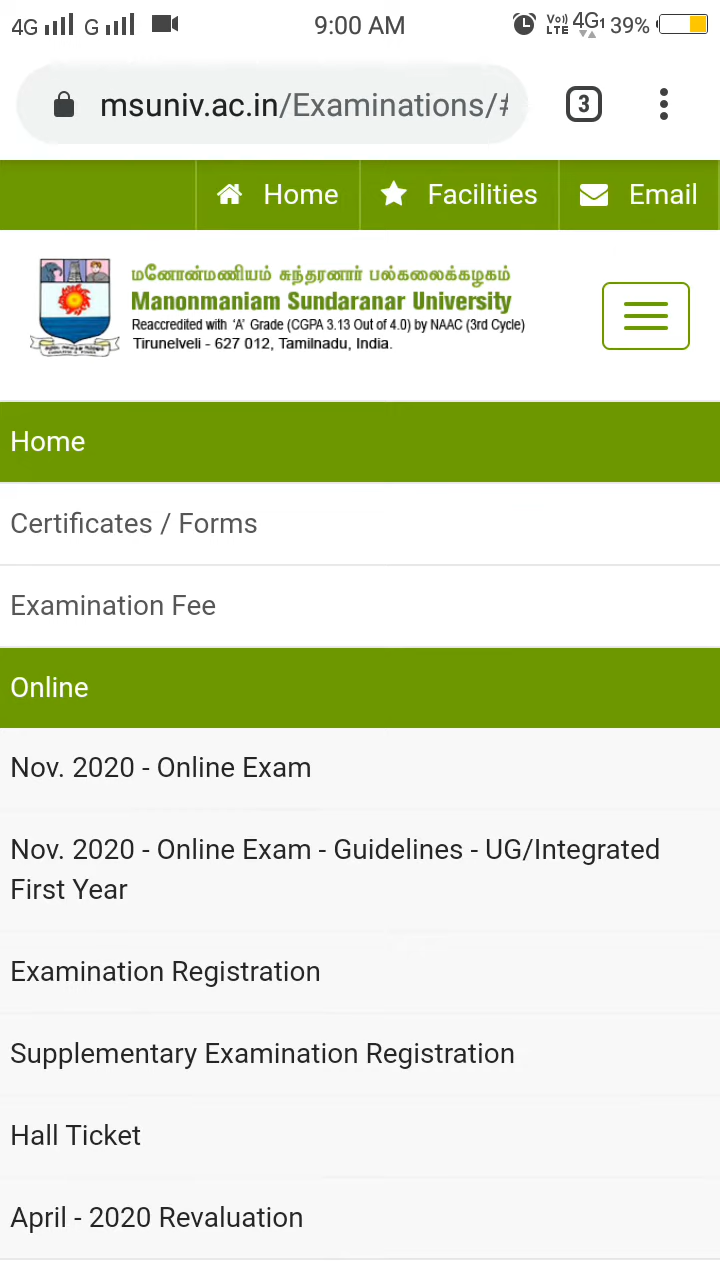 4G G 9:00 AM Vo)) LTE 4G1 39%
msuniv.ac.in/Examinations/#
3
Home Facilities Email
மனோன்மணியம் சுந்தரனார் பல்கலைக்கழகம்
Manonmaniam Sundaranar University
Reaccredited with 'A' Grade (CGPA 3.13 Out of 4.0) by NAAC (3rd Cycle)
Tirunelveli - 627 012, Tamilnadu, India.
Home
Certificates / Forms
Examination Fee
Online
Nov. 2020 - Online Exam
Nov. 2020 - Online Exam - Guidelines - UG/Integrated
First Year
Examination Registration
Supplementary Examination Registration
Hall Ticket
April - 2020 Revaluation